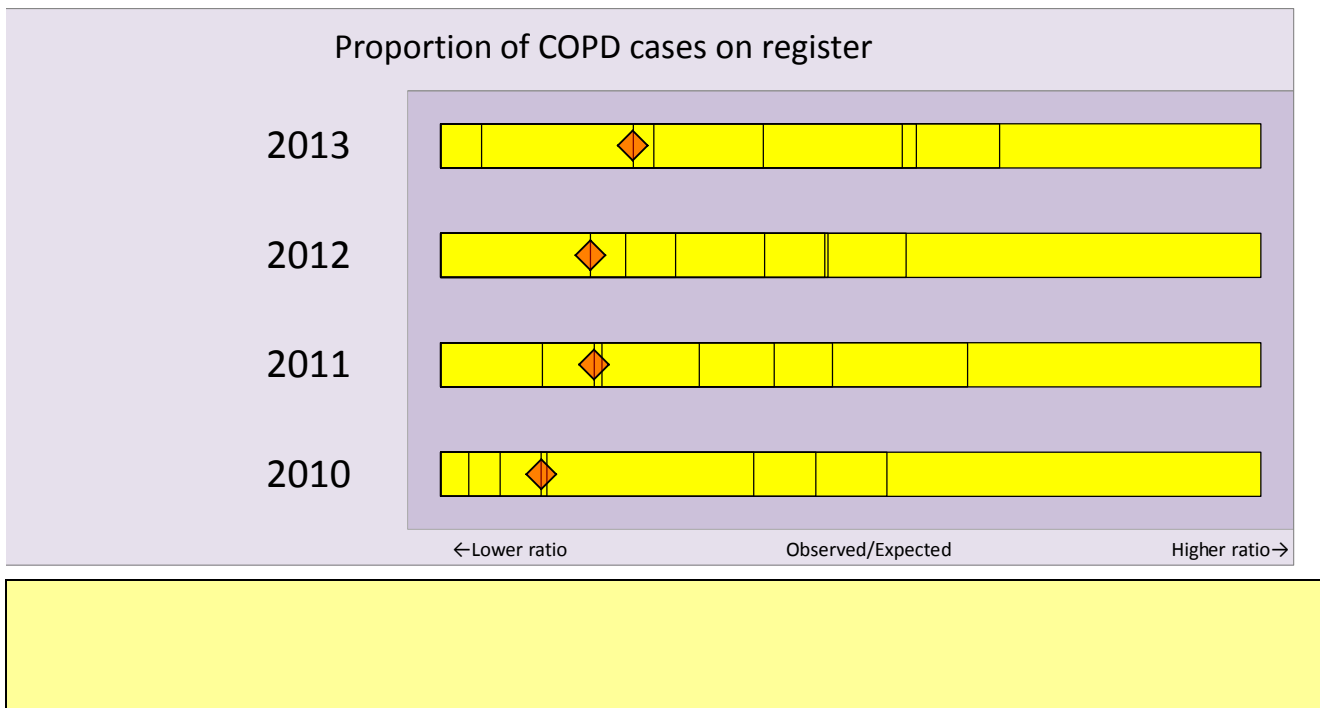 Proportion of COPD cases on register
2013
2012
2011
2010
←Lower ratio Observed/Expected Higher ratio→